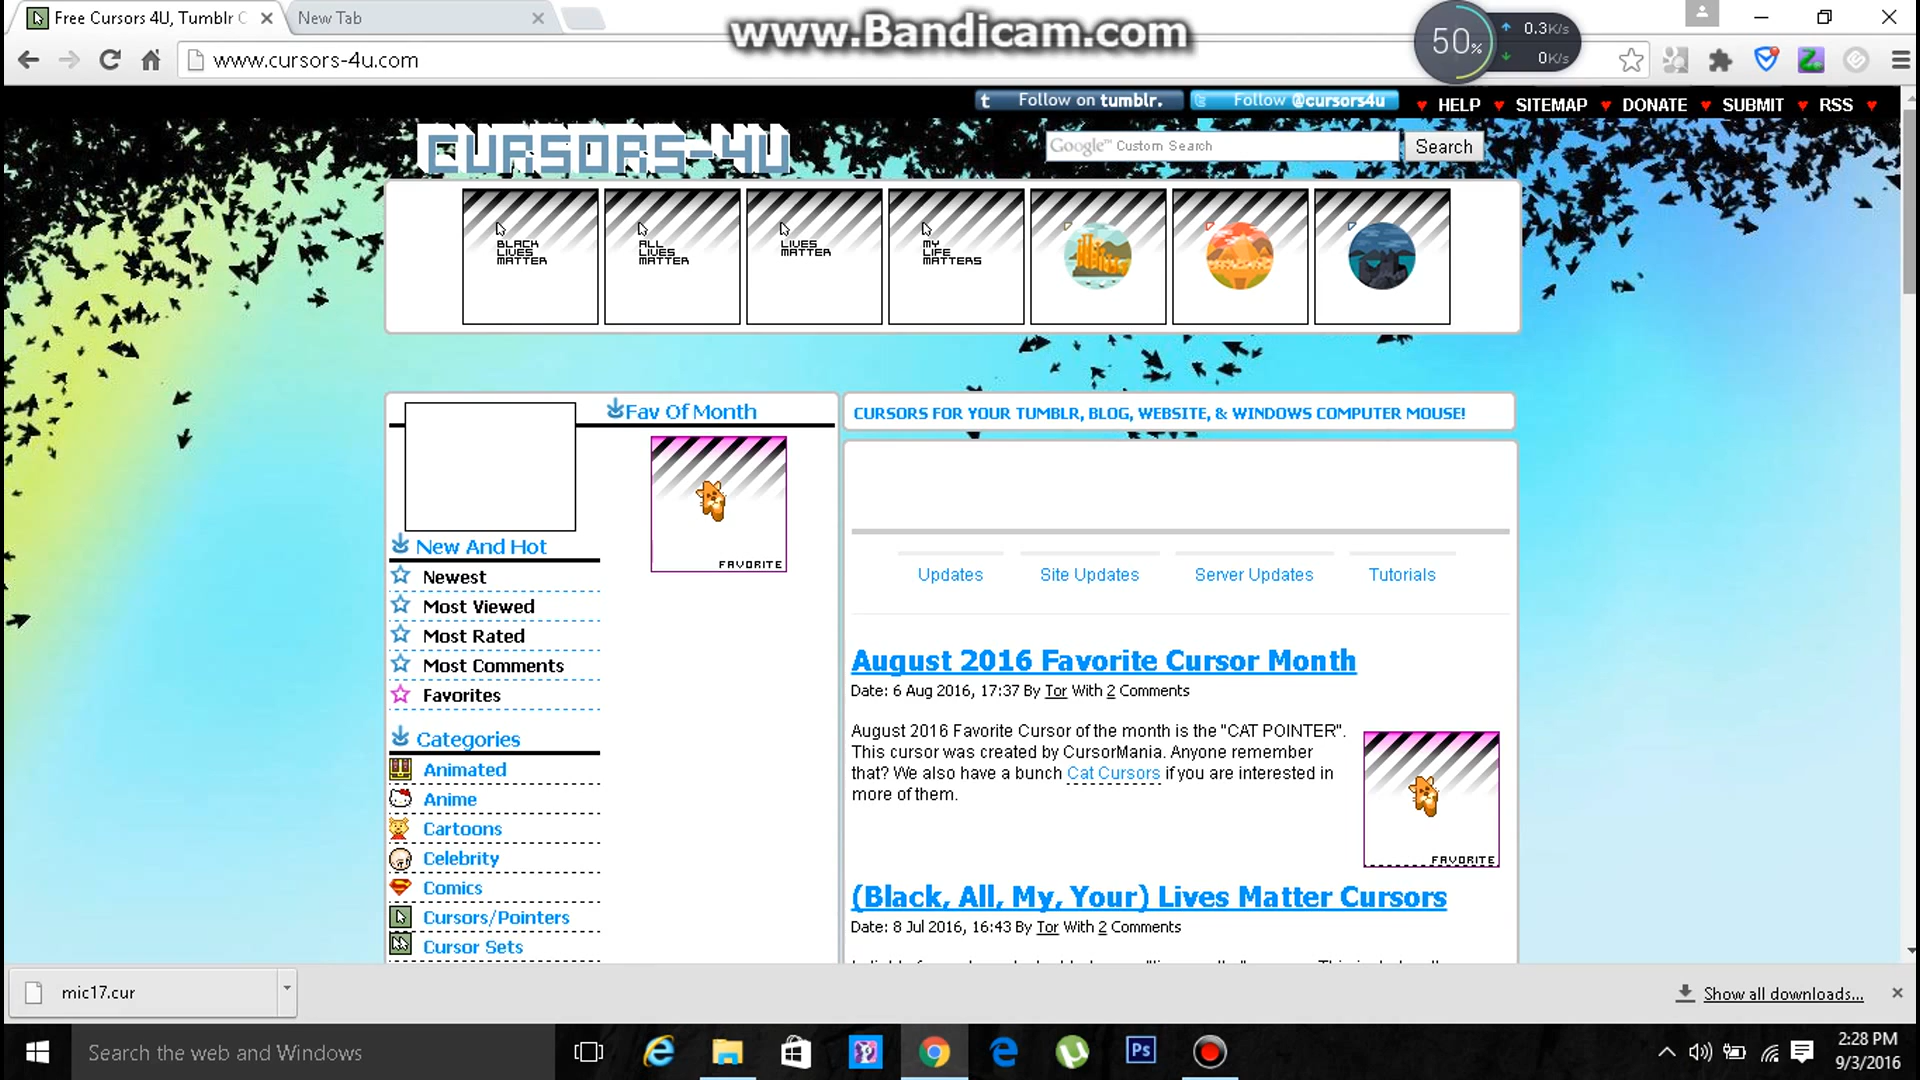 Free Cursors 4U, Tumblr C
New Tab
www.Bandicam.com
50%
0.3K/s
0K/s
www.cursors-4u.com
t Follow on tumblr.
Follow @cursors4u
HELP
SITEMAP
DONATE
SUBMIT
RSS
CURSORS-4U
Google™ Custom Search
Search
BLACK
LIVES
MATTER
ALL
LIVES
MATTER
LIVES
MATTER
MY
LIFE
MATTERS
Fav Of Month
FAVORITE
New And Hot
Newest
Most Viewed
Most Rated
Most Comments
Favorites
Categories
Animated
Anime
Cartoons
Celebrity
Comics
Cursors/Pointers
Cursor Sets
CURSORS FOR YOUR TUMBLR, BLOG, WEBSITE, & WINDOWS COMPUTER MOUSE!
Updates
Site Updates
Server Updates
Tutorials
August 2016 Favorite Cursor Month
Date: 6 Aug 2016, 17:37 By Tor With 2 Comments
August 2016 Favorite Cursor of the month is the "CAT POINTER".
This cursor was created by CursorMania. Anyone remember
that? We also have a bunch Cat Cursors if you are interested in
more of them.
FAVORITE
(Black, All, My, Your) Lives Matter Cursors
Date: 8 Jul 2016, 16:43 By Tor With 2 Comments
mic17.cur
Show all downloads...
Search the web and Windows
Ps
2:28 PM
9/3/2016